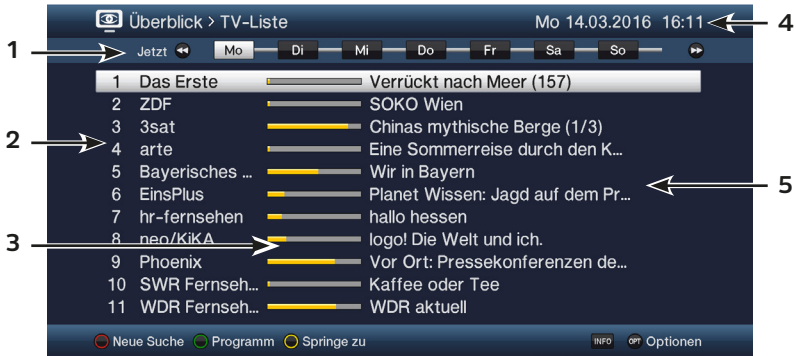 Überblick > TV-Liste Mo 14.03.2016 16:11 4
1 Jetzt Mo Di Mi Do Fr Sa So
1 Das Erste Verrückt nach Meer (157)
2 ZDF SOKO Wien
3 3sat Chinas mythische Berge (1/3)
2 4 arte Eine Sommerreise durch den K...
5 Bayerisches ... Wir in Bayern
6 EinsPlus Planet Wissen: Jagd auf dem Pr... 5
7 hr-fernsehen hallo hessen
3 8 neo/KiKA logo! Die Welt und ich.
9 Phoenix Vor Ort: Pressekonferenzen de...
10 SWR Fernseh... Kaffee oder Tee
11 WDR Fernseh... WDR aktuell
Neue Suche Programm Springe zu INFO OPT Optionen